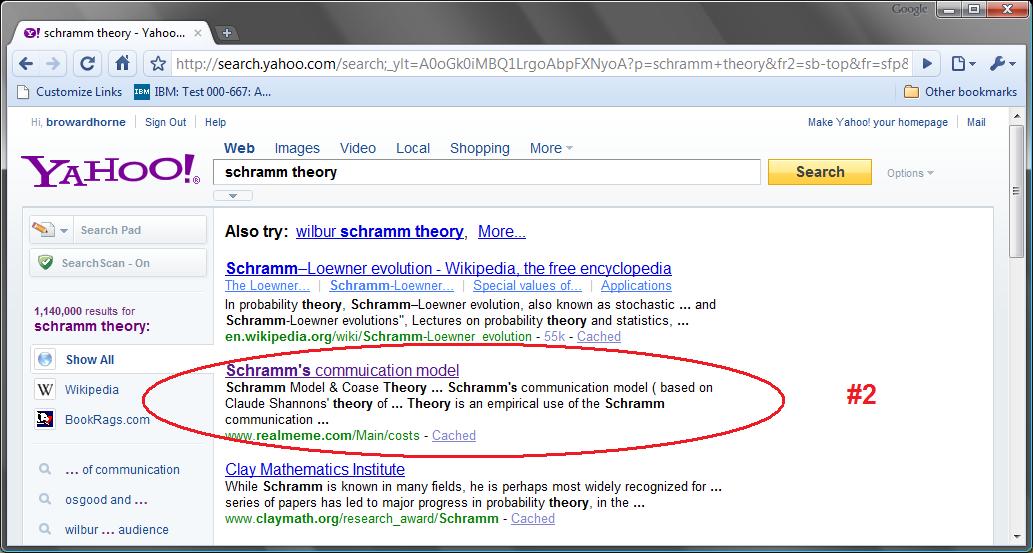 Google
schramm theory - Yahoo...
http://search.yahoo.com/search;_ylt=A0oGk0iMBQ1LrgoAbpFXNyoA?p=schramm+theory&fr2=sb-top&fr=sfp&
Customize Links IBM: Test 000-667: A... Other bookmarks
Hi, browardhorne Sign Out Help Make Yahoo! your homepage Mail
YAHOO!
Web Images Video Local Shopping More
schramm theory Search Options
Search Pad
SearchScan - On
1,140,000 results for
schramm theory:
Show All
Wikipedia
BookRags.com
... of communication
osgood and ...
wilbur ... audience
Also try: wilbur schramm theory, More...
Schramm–Loewner evolution - Wikipedia, the free encyclopedia
The Loewner... Schramm-Loewner... Special values of... Applications
In probability theory, Schramm–Loewner evolution, also known as stochastic ... and
Schramm-Loewner evolutions", Lectures on probability theory and statistics, ...
en.wikipedia.org/wiki/Schramm-Loewner_evolution - 55k - Cached
Schramm's commuication model
Schramm Model & Coase Theory ... Schramm's communication model ( based on
Claude Shannons' theory of ... Theory is an empirical use of the Schramm
communication ...
www.realmeme.com/Main/costs - Cached
#2
Clay Mathematics Institute
While Schramm is known in many fields, he is perhaps most widely recognized for ...
series of papers has led to major progress in probability theory, in the ...
www.claymath.org/research_award/Schramm - Cached